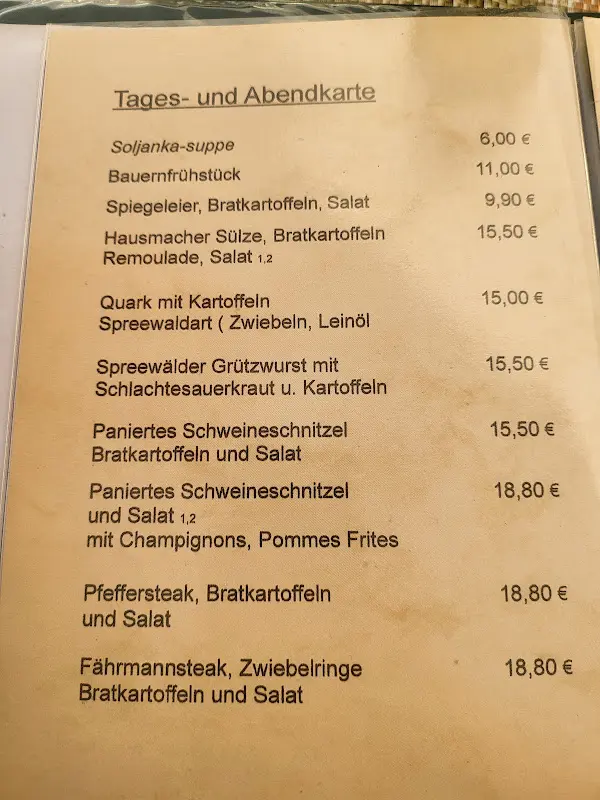 Tages- und Abendkarte
Soljanka-suppe 6,00 €
Bauernfrühstück 11,00 €
Spiegeleier, Bratkartoffeln, Salat 9,90 €
Hausmacher Sülze, Bratkartoffeln 15,50 €
Remoulade, Salat 1,2
Quark mit Kartoffeln 15,00 €
Spreewaldart ( Zwiebeln, Leinöl
Spreewälder Grützwurst mit 15,50 €
Schlachtesauerkraut u. Kartoffeln
Paniertes Schweineschnitzel 15,50 €
Bratkartoffeln und Salat
Paniertes Schweineschnitzel 18,80 €
und Salat 1,2
mit Champignons, Pommes Frites
Pfeffersteak, Bratkartoffeln 18,80 €
und Salat
Fährmannsteak, Zwiebelringe 18,80 €
Bratkartoffeln und Salat